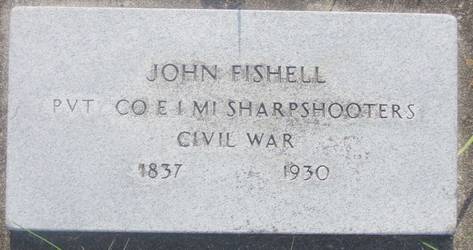 JOHN FISHELL
PVT CO E 1 MI SHARPSHOOTERS
CIVIL WAR
1837 1930